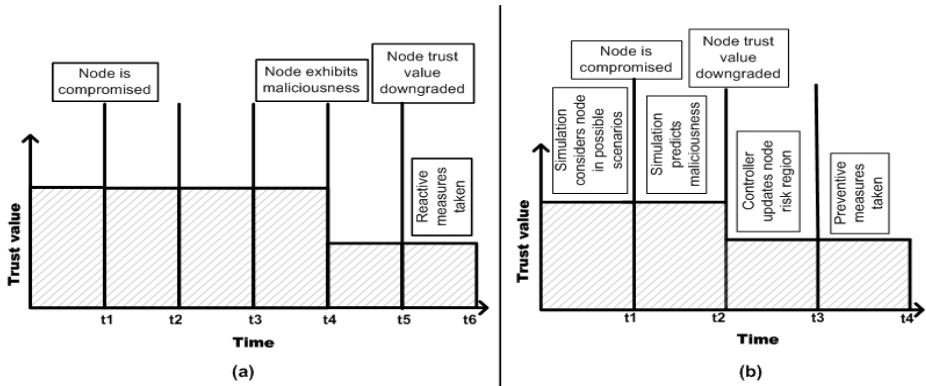 Node is
compromised
Node exhibits
maliciousness
Node trust
value
downgraded
Reactive
measures
taken
Trust value
t1
t2
t3
t4
t5
t6
Time
(a)
Node is
compromised
Node trust
value
downgraded
Simulation
considers node
in possible
scenarios
Simulation
predicts
maliciousness
Controller
updates node
risk region
Preventive
measures
taken
Trust value
t1
t2
t3
t4
Time
(b)